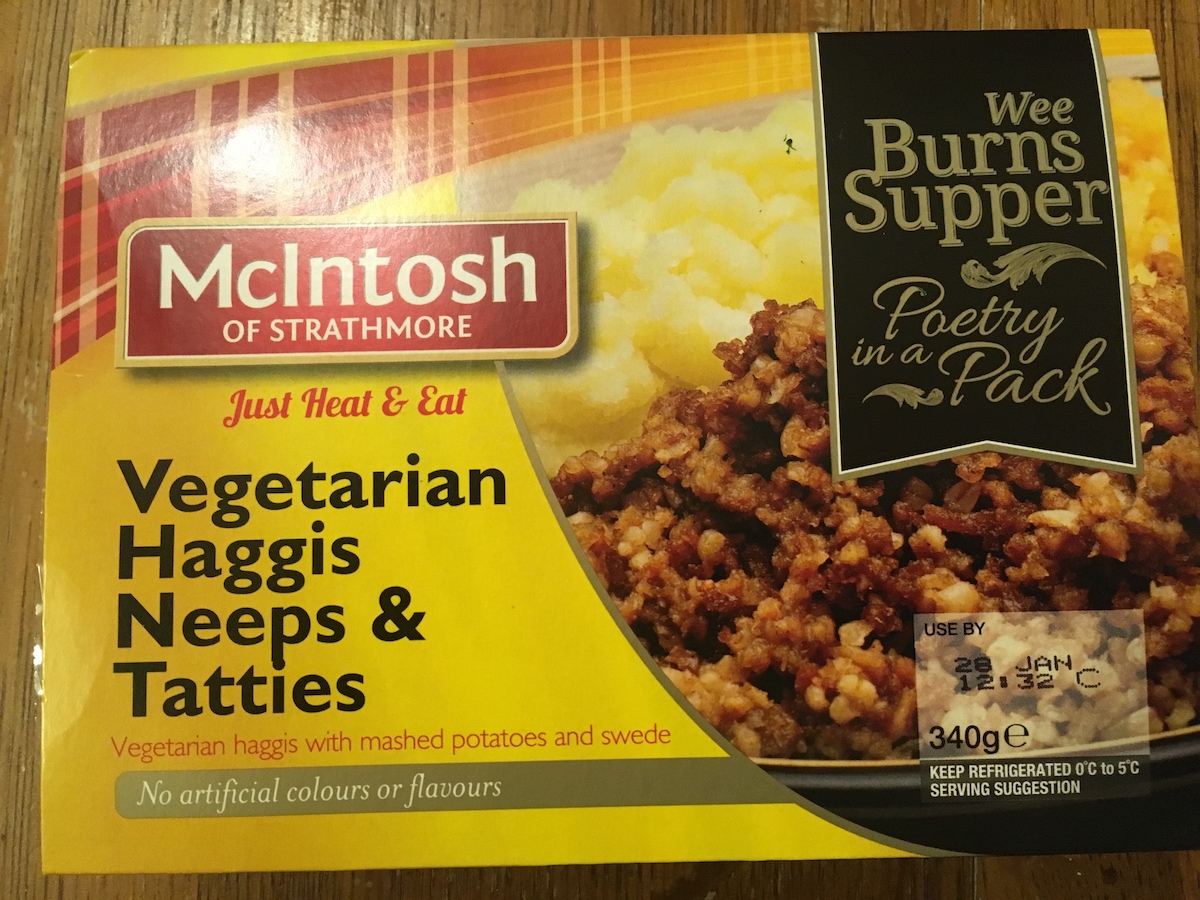 McIntosh
OF STRATHMORE
Just Heat & Eat
Vegetarian
Haggis
Neeps &
Tatties
Vegetarian haggis with mashed potatoes and swede
No artificial colours or flavours
Wee
Burns
Supper
Poetry
in a
Pack
USE BY
28 JAN
12:32 C
340g℮
KEEP REFRIGERATED 0°C to 5°C
SERVING SUGGESTION